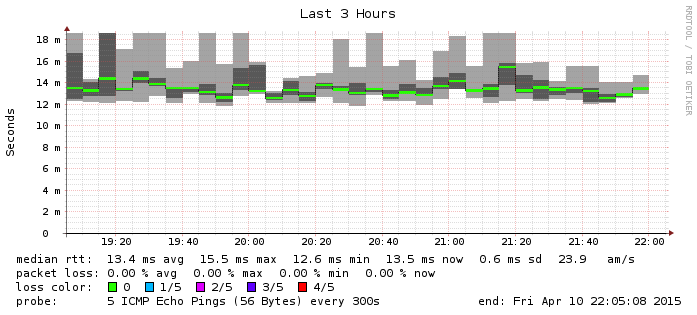 Last 3 Hours
RRDTOOL / TOBI OETIKER
Seconds
18 m
16 m
14 m
12 m
10 m
8 m
6 m
4 m
2 m
0
19:20 19:40 20:00 20:20 20:40 21:00 21:20 21:40 22:00
median rtt: 13.4 ms avg 15.5 ms max 12.6 ms min 13.5 ms now 0.6 ms sd 23.9 am/s
packet loss: 0.00 % avg 0.00 % max 0.00 % min 0.00 % now
loss color: 0 1/5 2/5 3/5 4/5
probe: 5 ICMP Echo Pings (56 Bytes) every 300s end: Fri Apr 10 22:05:08 2015